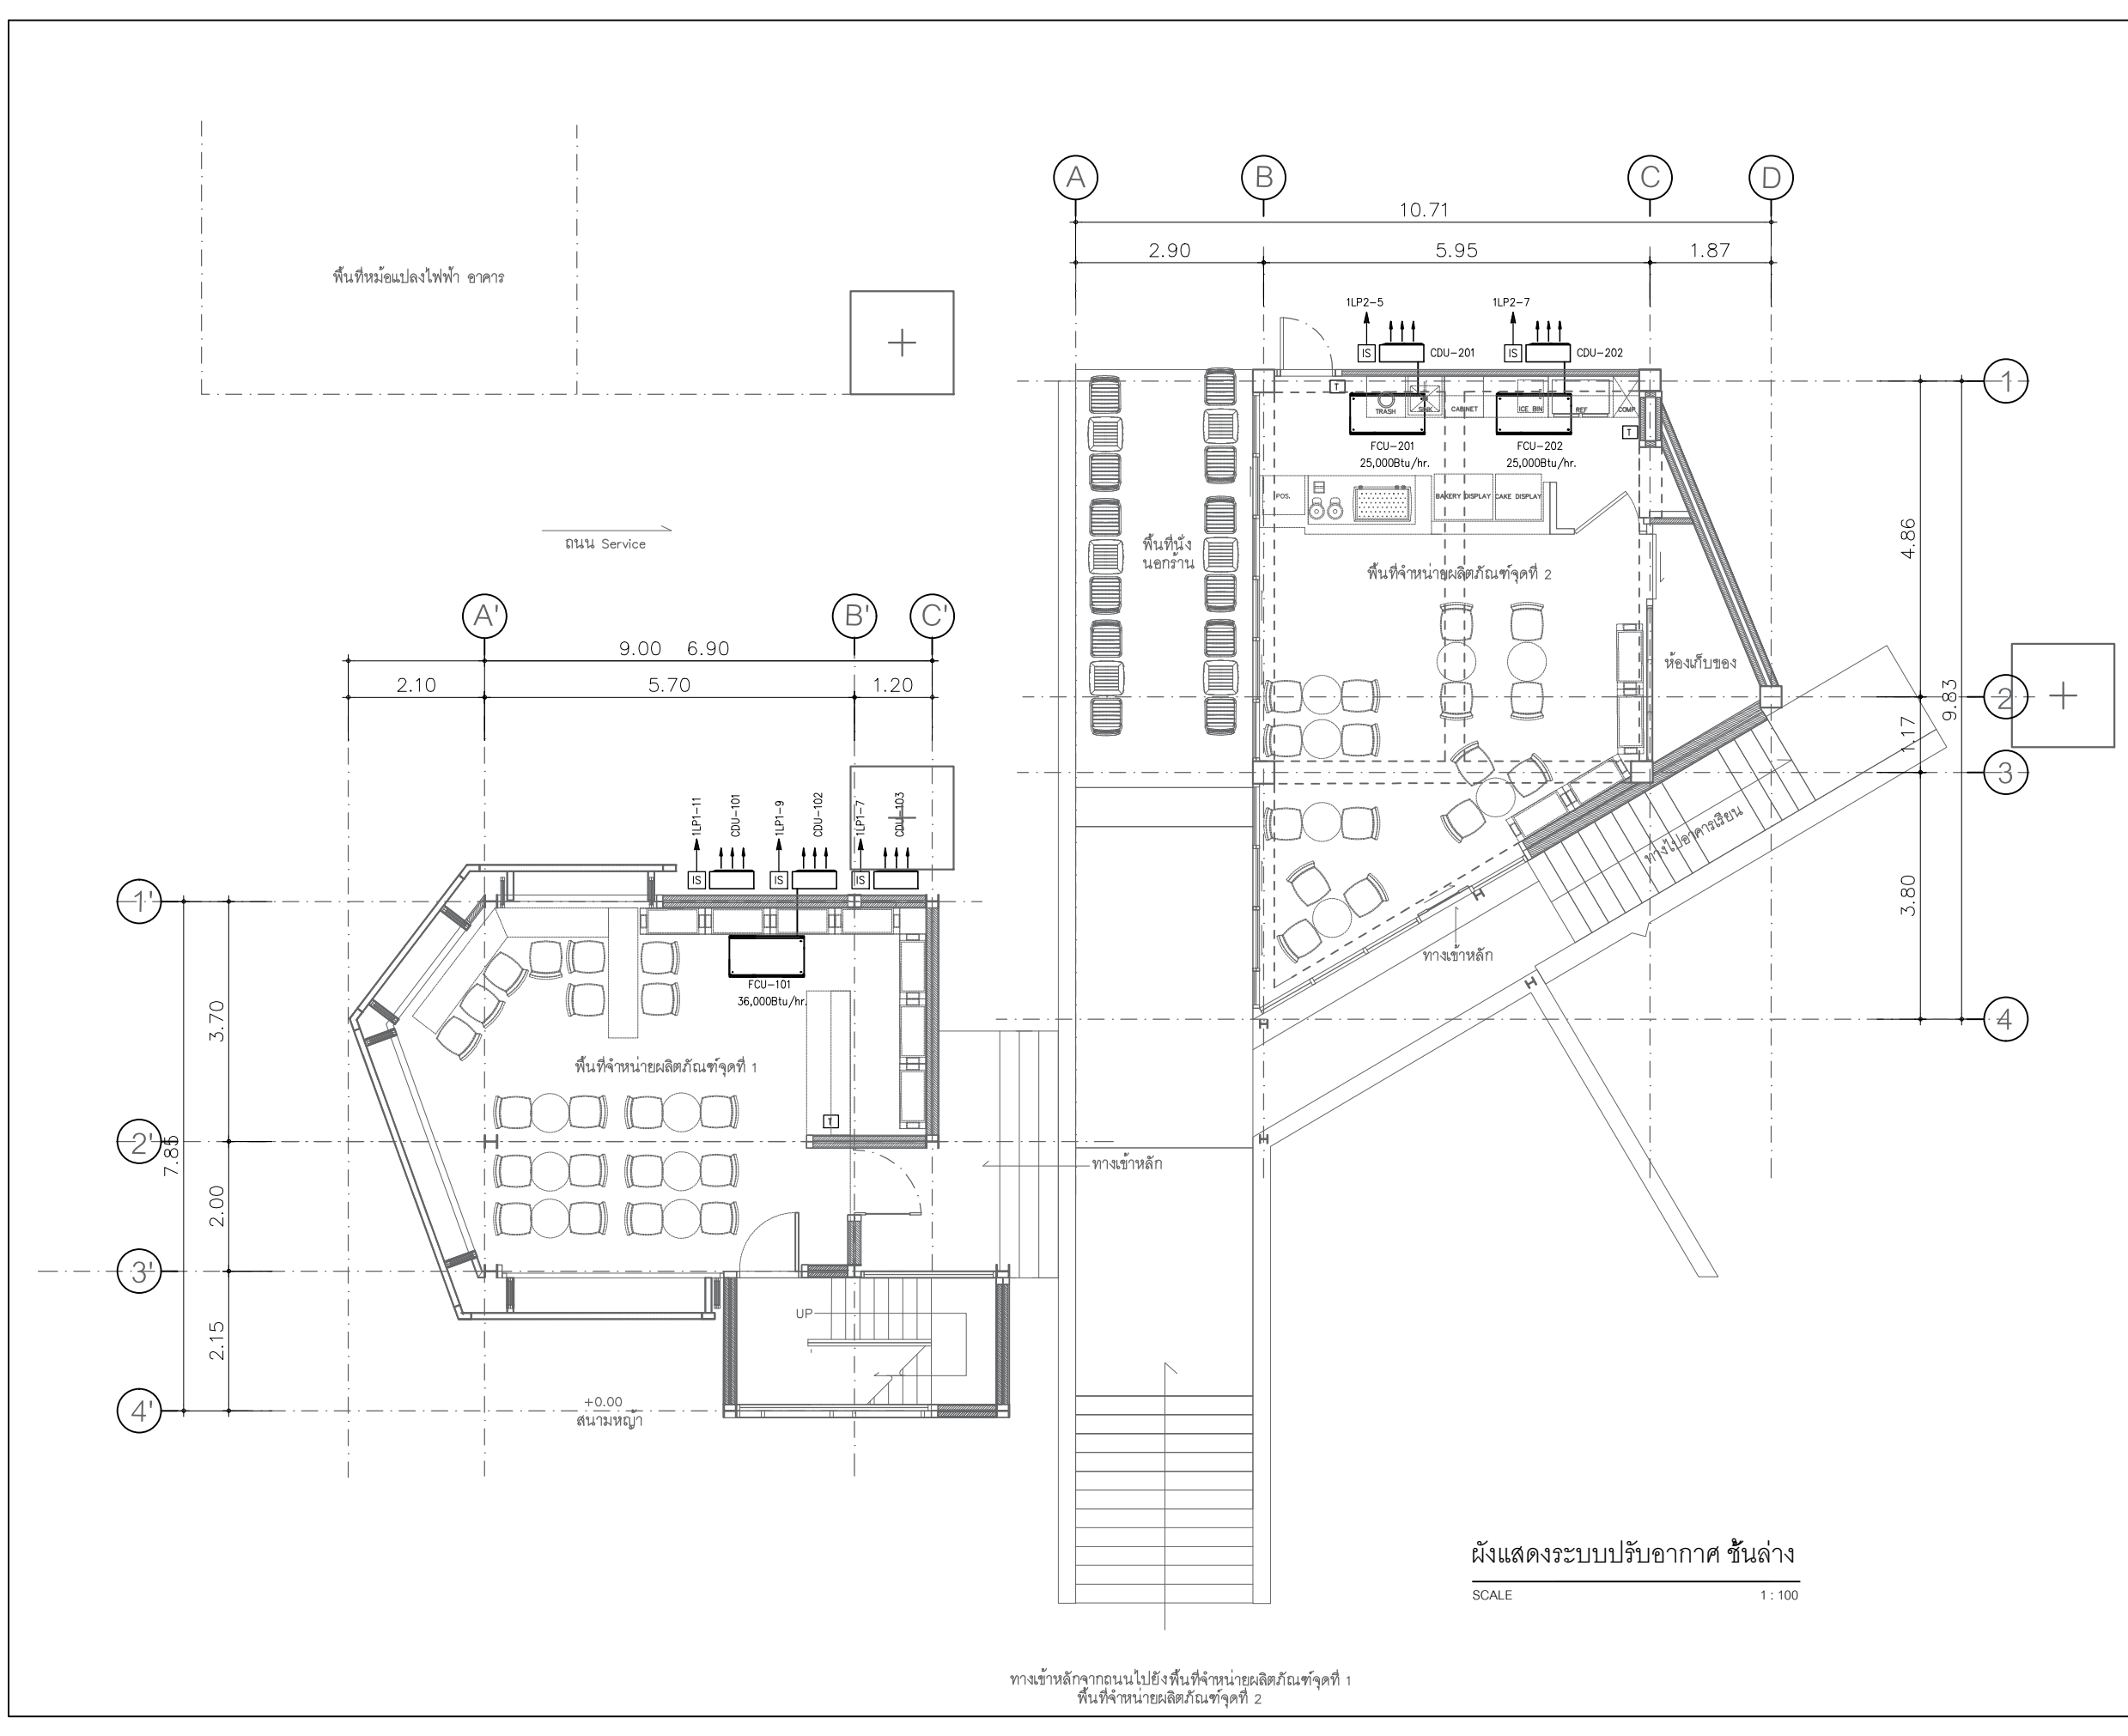 A
B
C
D
10.71
2.90
5.95
1.87
พื้นที่หม้อแปลงไฟฟ้า อาคาร
1LP2-5
1LP2-7
IS
CDU-201
IS
CDU-202
1
T
TRASH
SINK
CABINET
ICE BIN
REF
COMP.
T
FCU-201
25,000Btu/hr.
FCU-202
25,000Btu/hr.
POS.
BAKERY DISPLAY
CAKE DISPLAY
ถนน Service
พื้นที่นั่ง
นอกร้าน
พื้นที่จำหน่ายผลิตภัณฑ์จุดที่ 2
4.86
A'
B'
C'
9.00
6.90
2.10
5.70
1.20
ห้องเก็บของ
2
9.83
1.17
3
1LP1-11
CDU-101
1LP1-9
CDU-102
1LP1-7
CDU-103
IS
IS
IS
ทางไปอาคารเรียน
3.80
1'
ทางเข้าหลัก
FCU-101
36,000Btu/hr.
4
3.70
พื้นที่จำหน่ายผลิตภัณฑ์จุดที่ 1
T
2'
7.85
ทางเข้าหลัก
2.00
3'
UP
2.15
+0.00
สนามหญ้า
4'
ผังแสดงระบบปรับอากาศ ชั้นล่าง
SCALE
1 : 100
ทางเข้าหลักจากถนนไปยังพื้นที่จำหน่ายผลิตภัณฑ์จุดที่ 1
พื้นที่จำหน่ายผลิตภัณฑ์จุดที่ 2